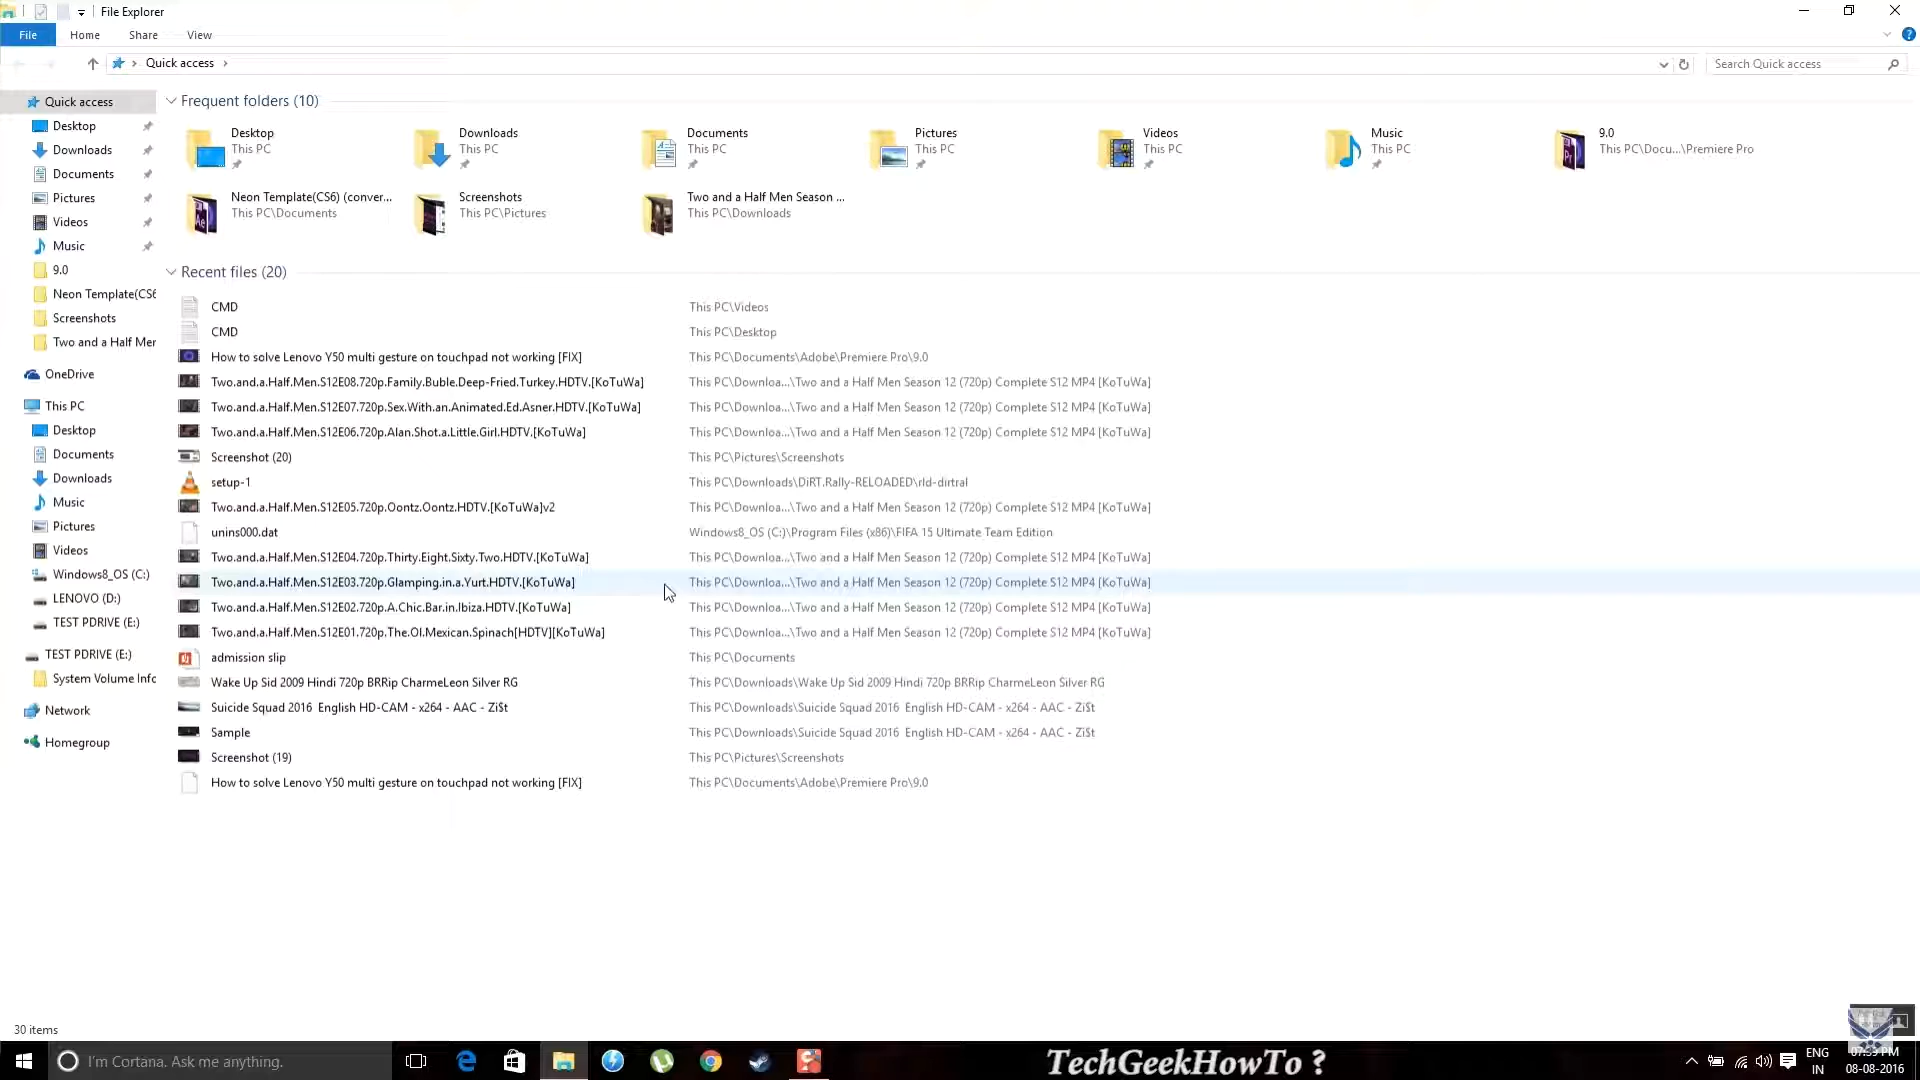 File Explorer
File Home Share View
Quick access
Search Quick access
Quick access
Desktop
Downloads
Documents
Pictures
Videos
Music
9.0
Neon Template(CS6
Screenshots
Two and a Half Mer
OneDrive
This PC
Desktop
Documents
Downloads
Music
Pictures
Videos
Windows8_OS (C:)
LENOVO (D:)
TEST PDRIVE (E:)
TEST PDRIVE (E:)
System Volume Info
Network
Homegroup
Frequent folders (10)
Desktop
This PC
Downloads
This PC
Documents
This PC
Pictures
This PC
Videos
This PC
Music
This PC
9.0
This PC\Docu...\Premiere Pro
Neon Template(CS6) (conver...
This PC\Documents
Screenshots
This PC\Pictures
Two and a Half Men Season ...
This PC\Downloads
Recent files (20)
CMD This PC\Videos
CMD This PC\Desktop
How to solve Lenovo Y50 multi gesture on touchpad not working [FIX] This PC\Documents\Adobe\Premiere Pro\9.0
Two.and.a.Half.Men.S12E08.720p.Family.Buble.Deep-Fried.Turkey.HDTV.[KoTuWa] This PC\Downloa...\Two and a Half Men Season 12 (720p) Complete S12 MP4 [KoTuWa]
Two.and.a.Half.Men.S12E07.720p.Sex.With.an.Animated.Ed.Asner.HDTV.[KoTuWa] This PC\Downloa...\Two and a Half Men Season 12 (720p) Complete S12 MP4 [KoTuWa]
Two.and.a.Half.Men.S12E06.720p.Alan.Shot.a.Little.Girl.HDTV.[KoTuWa] This PC\Downloa...\Two and a Half Men Season 12 (720p) Complete S12 MP4 [KoTuWa]
Screenshot (20) This PC\Pictures\Screenshots
setup-1 This PC\Downloads\DiRT.Rally-RELOADED\rld-dirtral
Two.and.a.Half.Men.S12E05.720p.Oontz.Oontz.HDTV.[KoTuWa]v2 This PC\Downloa...\Two and a Half Men Season 12 (720p) Complete S12 MP4 [KoTuWa]
unins000.dat Windows8_OS (C:)\Program Files (x86)\FIFA 15 Ultimate Team Edition
Two.and.a.Half.Men.S12E04.720p.Thirty.Eight.Sixty.Two.HDTV.[KoTuWa] This PC\Downloa...\Two and a Half Men Season 12 (720p) Complete S12 MP4 [KoTuWa]
Two.and.a.Half.Men.S12E03.720p.Glamping.in.a.Yurt.HDTV.[KoTuWa] This PC\Downloa...\Two and a Half Men Season 12 (720p) Complete S12 MP4 [KoTuWa]
Two.and.a.Half.Men.S12E02.720p.A.Chic.Bar.in.Ibiza.HDTV.[KoTuWa] This PC\Downloa...\Two and a Half Men Season 12 (720p) Complete S12 MP4 [KoTuWa]
Two.and.a.Half.Men.S12E01.720p.The.Ol.Mexican.Spinach[HDTV][KoTuWa] This PC\Downloa...\Two and a Half Men Season 12 (720p) Complete S12 MP4 [KoTuWa]
admission slip This PC\Documents
Wake Up Sid 2009 Hindi 720p BRRip CharmeLeon Silver RG This PC\Downloads\Wake Up Sid 2009 Hindi 720p BRRip CharmeLeon Silver RG
Suicide Squad 2016 English HD-CAM - x264 - AAC - Zi$t This PC\Downloads\Suicide Squad 2016 English HD-CAM - x264 - AAC - Zi$t
Sample This PC\Downloads\Suicide Squad 2016 English HD-CAM - x264 - AAC - Zi$t
Screenshot (19) This PC\Pictures\Screenshots
How to solve Lenovo Y50 multi gesture on touchpad not working [FIX] This PC\Documents\Adobe\Premiere Pro\9.0
30 items
I'm Cortana. Ask me anything.
TechGeekHowTo ?
ENG
IN
PM
08-08-2016